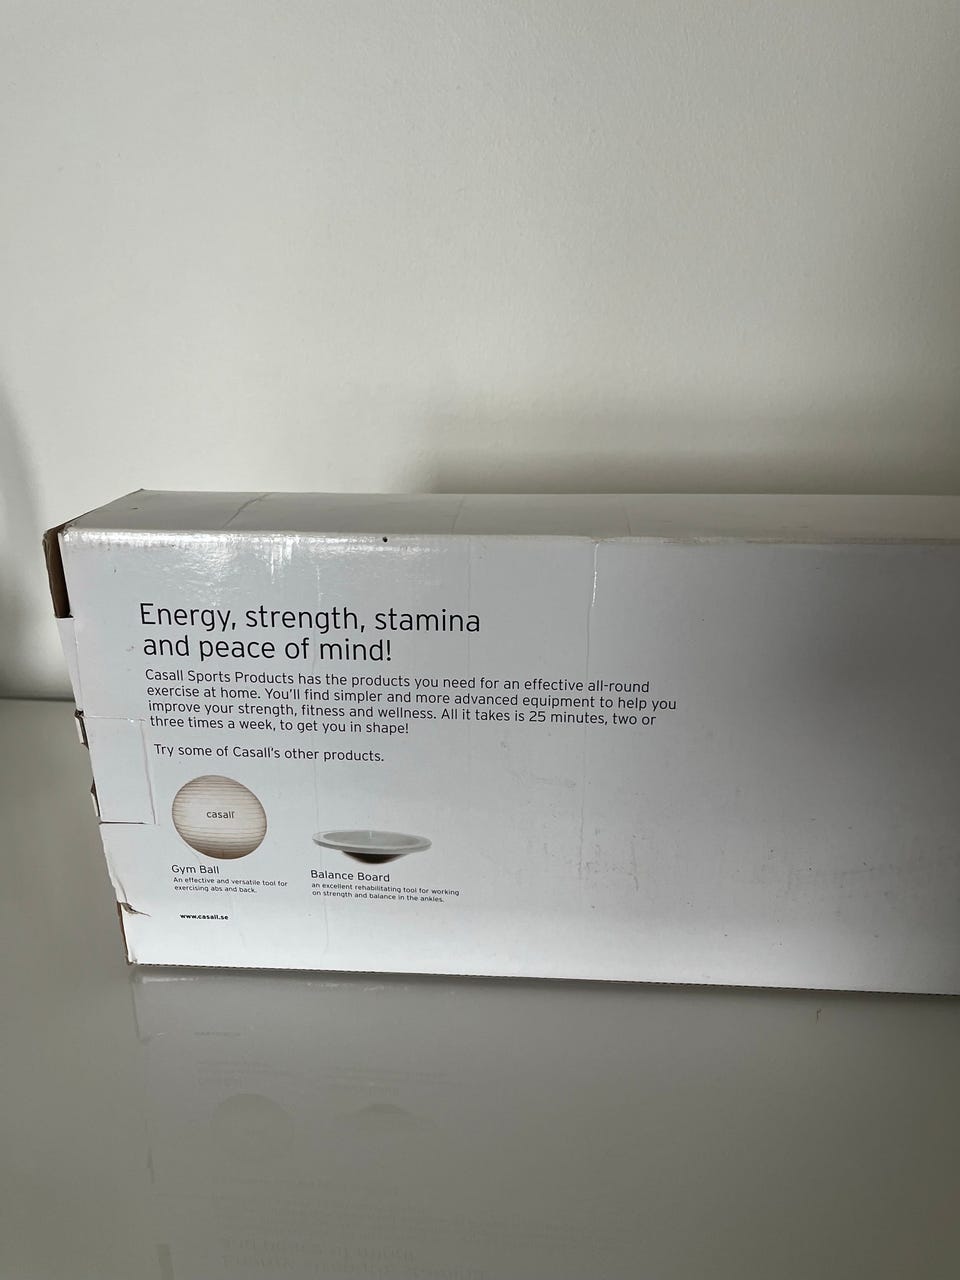 Energy, strength, stamina
and peace of mind!
Casall Sports Products has the products you need for an effective all-round
exercise at home. You'll find simpler and more advanced equipment to help you
improve your strength, fitness and wellness. All it takes is 25 minutes, two or
three times a week, to get you in shape!
Try some of Casall's other products.
casall
Gym Ball
An effective and versatile tool for
exercising abs and back.
Balance Board
an excellent rehabilitating tool for working
on strength and balance in the ankles.
www.casall.se